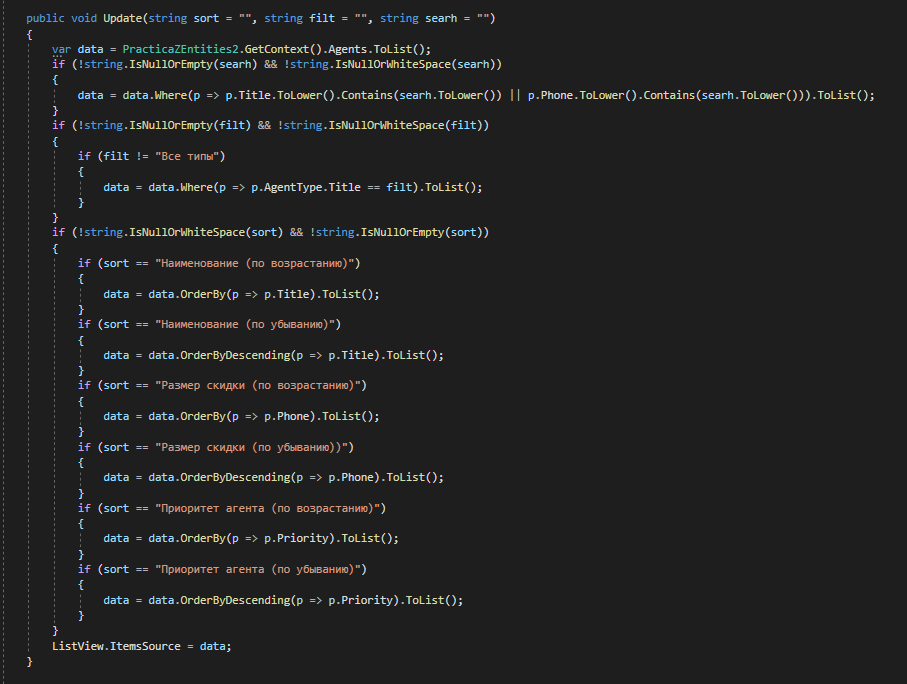 public void Update(string sort = "", string filt = "", string searh = "")
{
var data = PracticaZEntities2.GetContext().Agents.ToList();
if (!string.IsNullOrEmpty(searh) && !string.IsNullOrWhiteSpace(searh))
{
data = data.Where(p => p.Title.ToLower().Contains(searh.ToLower()) || p.Phone.ToLower().Contains(searh.ToLower())).ToList();
}
if (!string.IsNullOrEmpty(filt) && !string.IsNullOrWhiteSpace(filt))
{
if (filt != "Все типы")
{
data = data.Where(p => p.AgentType.Title == filt).ToList();
}
}
if (!string.IsNullOrWhiteSpace(sort) && !string.IsNullOrEmpty(sort))
{
if (sort == "Наименование (по возрастанию)")
{
data = data.OrderBy(p => p.Title).ToList();
}
if (sort == "Наименование (по убыванию)")
{
data = data.OrderByDescending(p => p.Title).ToList();
}
if (sort == "Размер скидки (по возрастанию)")
{
data = data.OrderBy(p => p.Phone).ToList();
}
if (sort == "Размер скидки (по убыванию))")
{
data = data.OrderByDescending(p => p.Phone).ToList();
}
if (sort == "Приоритет агента (по возрастанию)")
{
data = data.OrderBy(p => p.Priority).ToList();
}
if (sort == "Приоритет агента (по убыванию)")
{
data = data.OrderByDescending(p => p.Priority).ToList();
}
}
ListView.ItemsSource = data;
}